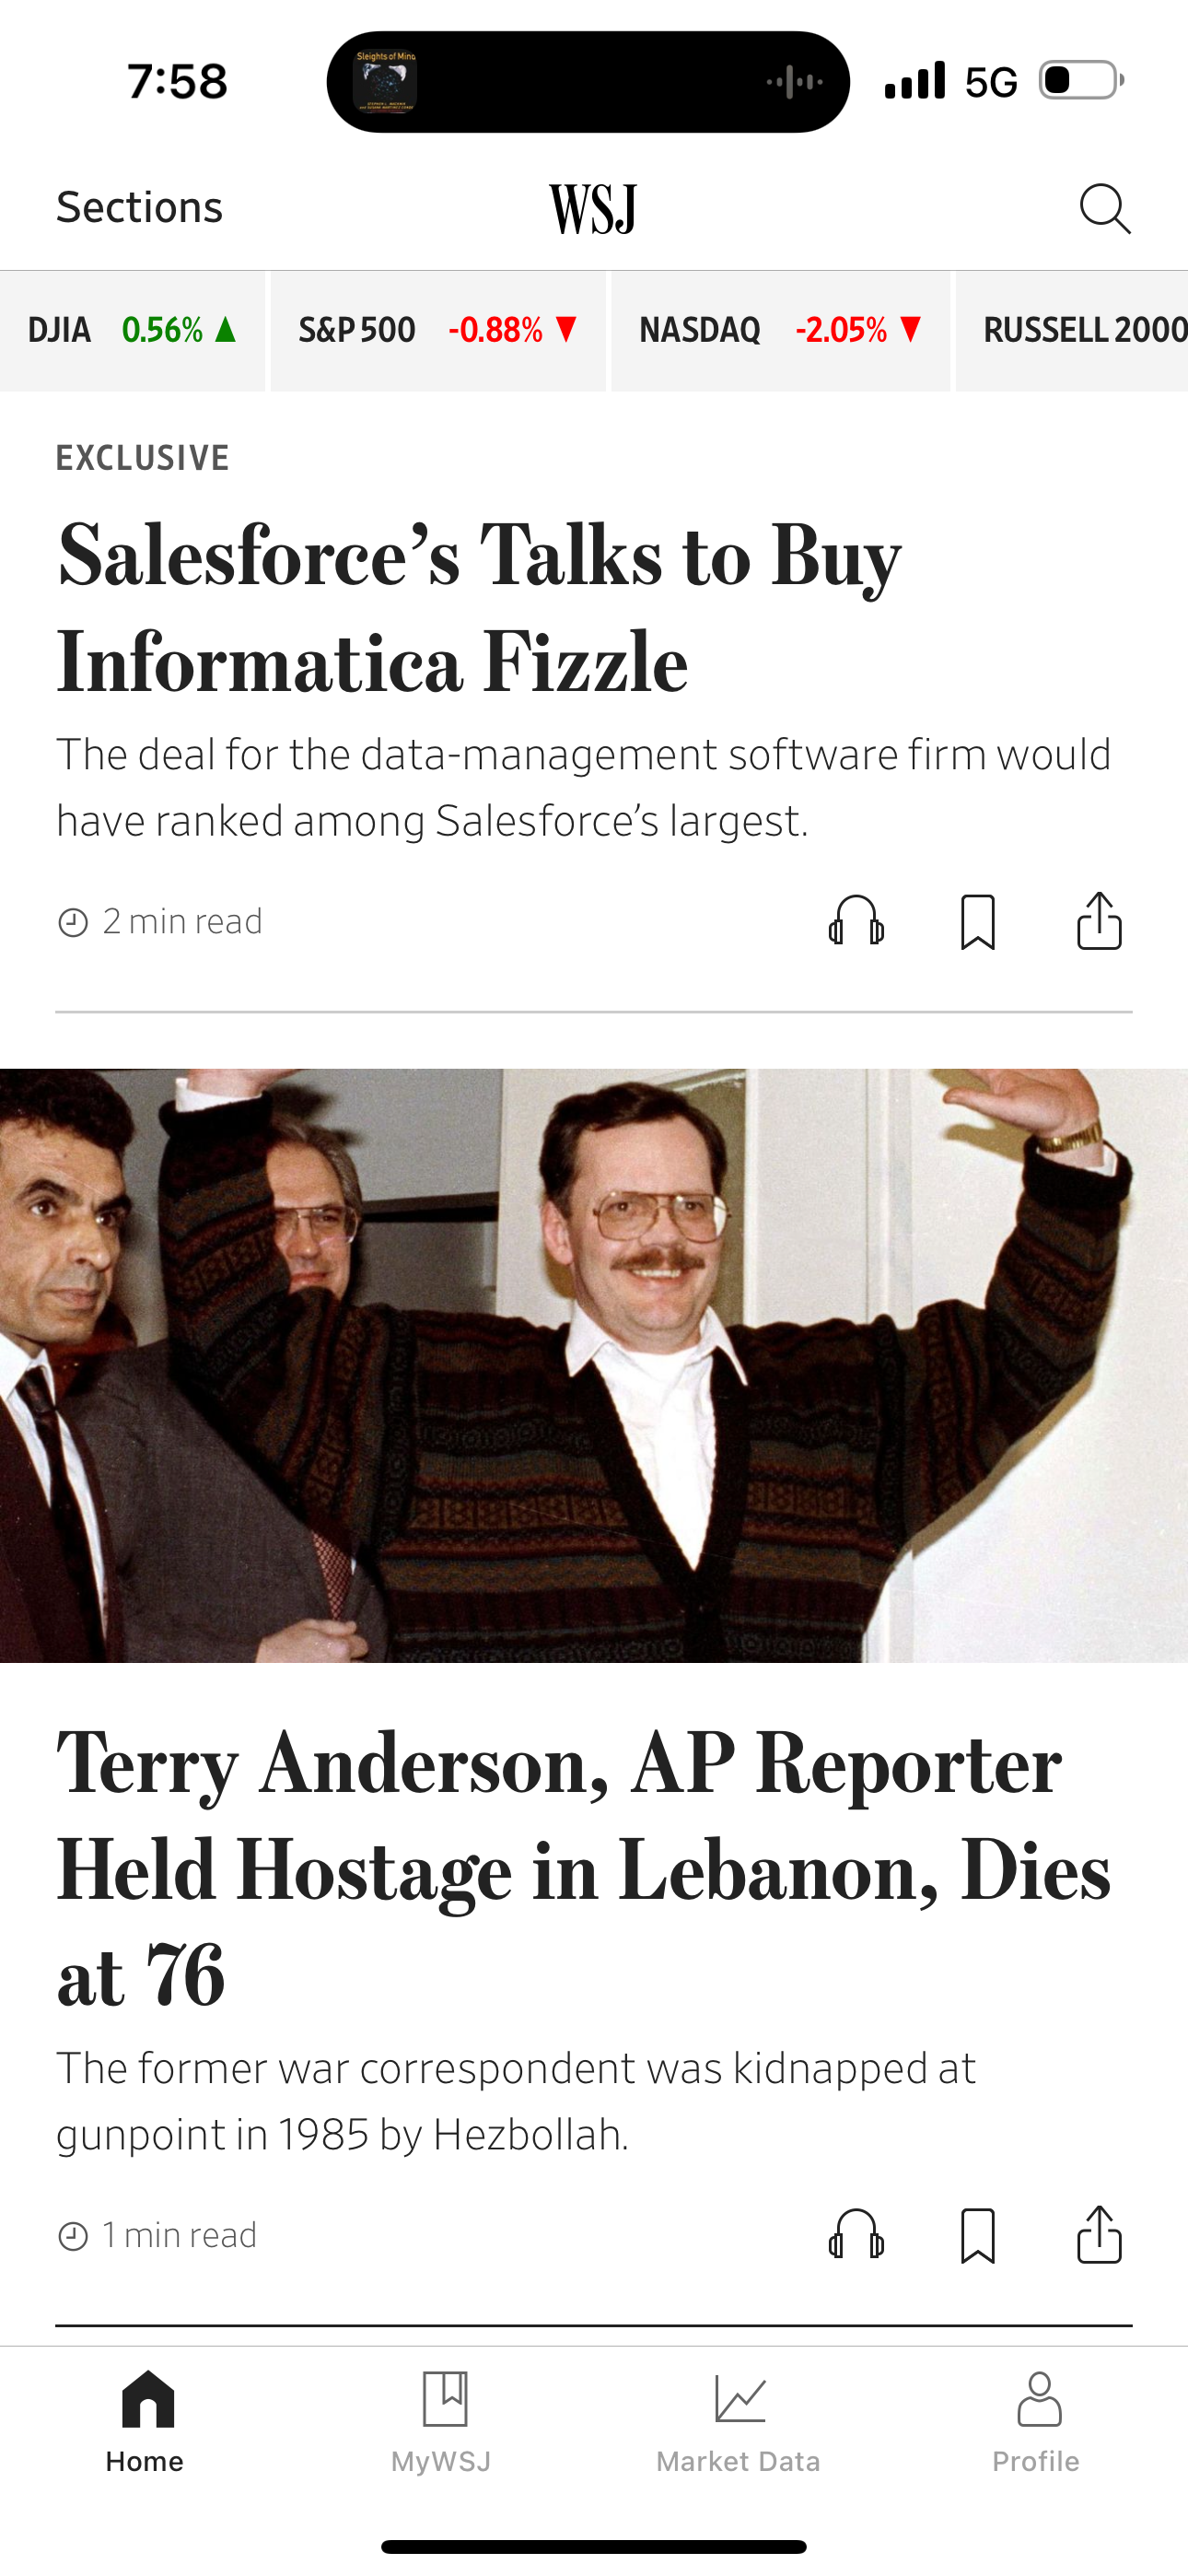 7:58
Sleights of Mind
5G
Sections
WSJ
DJIA 0.56% ▲
S&P 500 -0.88% ▼
NASDAQ -2.05% ▼
RUSSELL 2000
EXCLUSIVE
Salesforce’s Talks to Buy
Informatica Fizzle
The deal for the data-management software firm would
have ranked among Salesforce’s largest.
2 min read
Terry Anderson, AP Reporter
Held Hostage in Lebanon, Dies
at 76
The former war correspondent was kidnapped at
gunpoint in 1985 by Hezbollah.
1 min read
Home
MyWSJ
Market Data
Profile